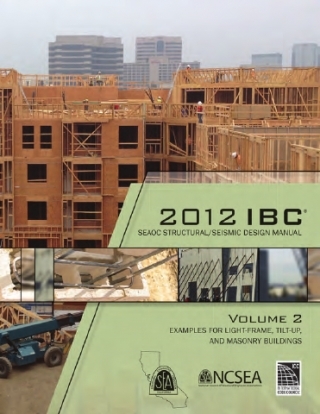 2012 IBC®
SEAOC STRUCTURAL/SEISMIC DESIGN MANUAL
VOLUME 2
EXAMPLES FOR LIGHT-FRAME, TILT-UP,
AND MASONRY BUILDINGS
NCSEA